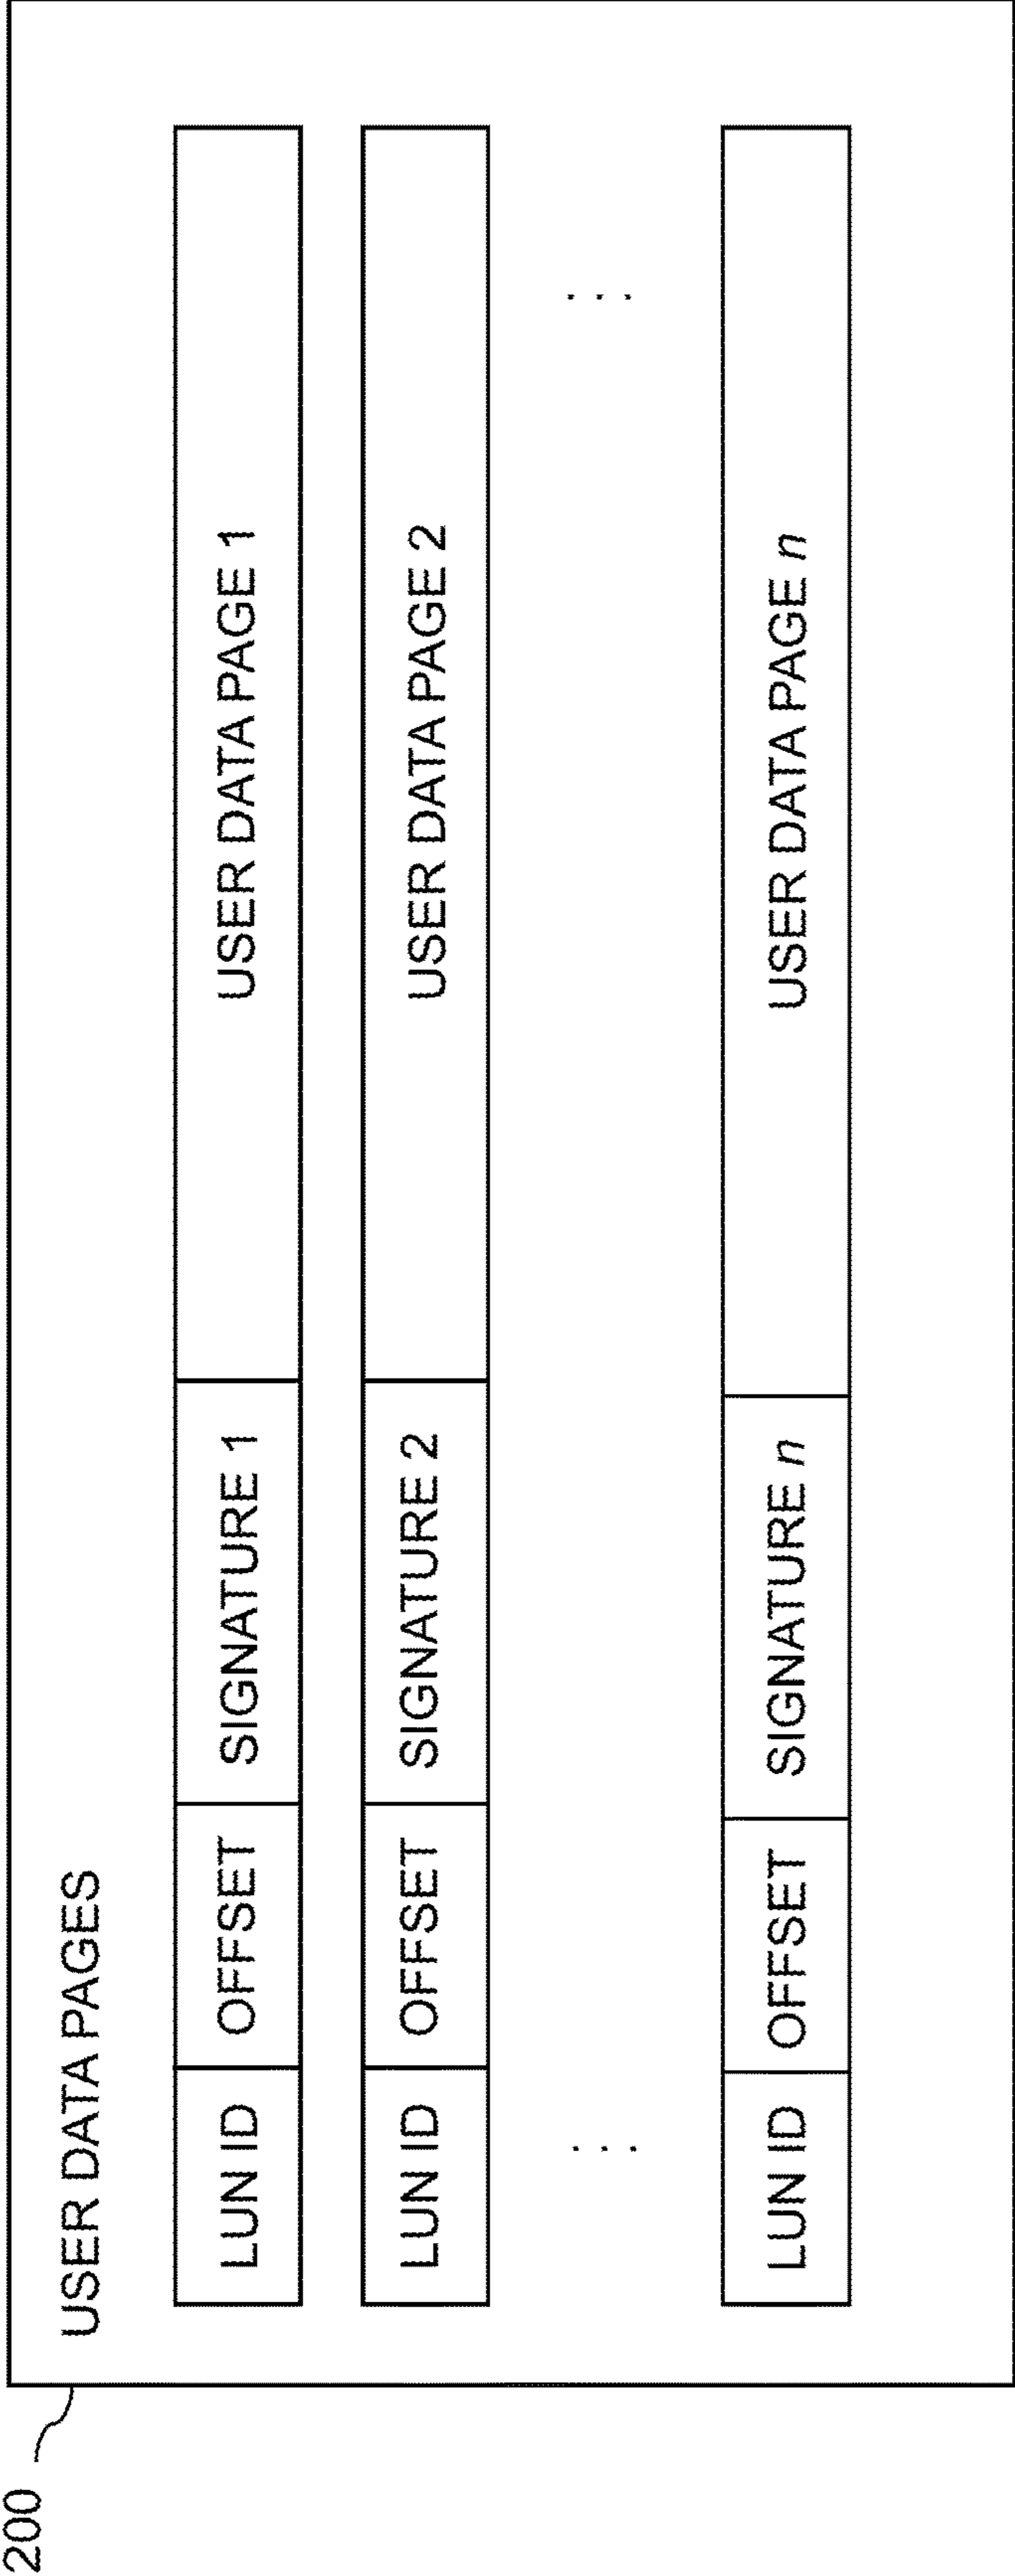 200
USER DATA PAGES
LUN ID OFFSET SIGNATURE 1 USER DATA PAGE 1
LUN ID OFFSET SIGNATURE 2 USER DATA PAGE 2
. . . . . .
LUN ID OFFSET SIGNATURE n USER DATA PAGE n